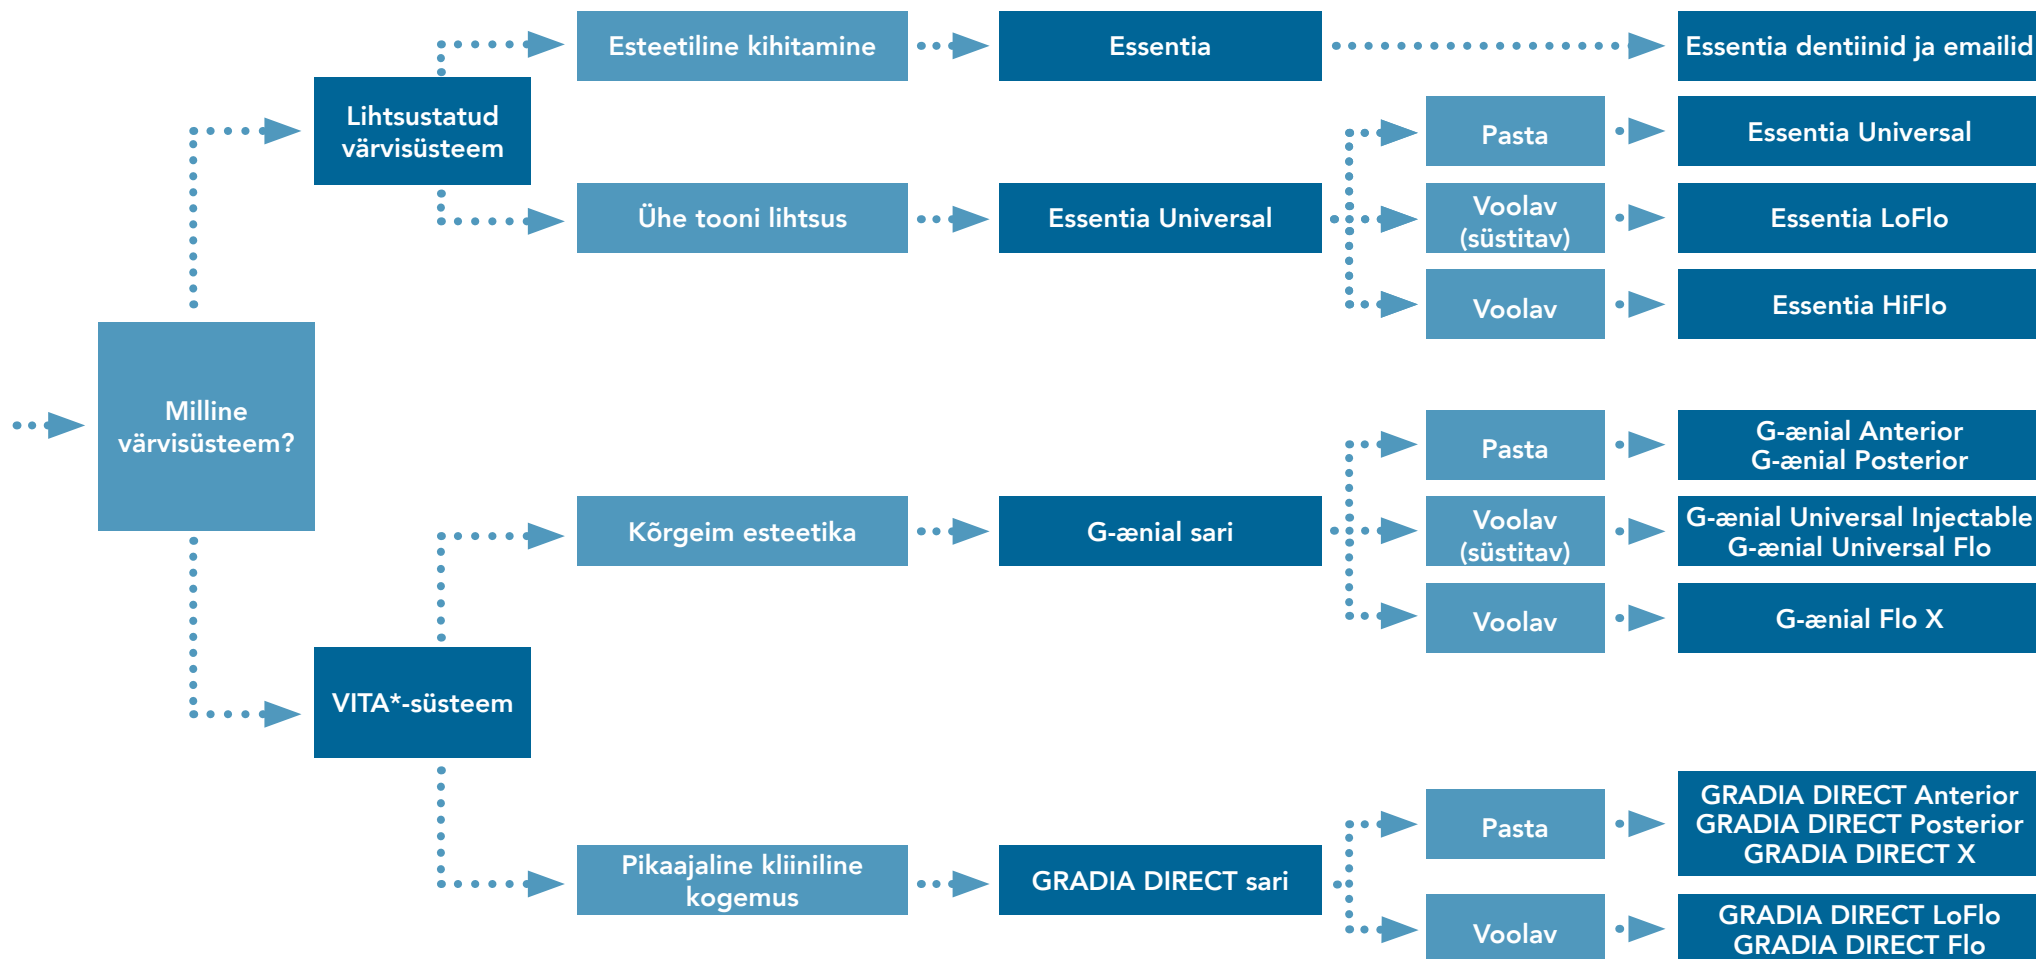 Esteetiline kihitamine
Essentia
Essentia dentiinid ja emailid
Lihtsustatud
värvisüsteem
Pasta
Essentia Universal
Ühe tooni lihtsus
Essentia Universal
Voolav
(süstitav)
Essentia LoFlo
Voolav
Essentia HiFlo
Milline
värvisüsteem?
Pasta
G-ænial Anterior
G-ænial Posterior
Kõrgeim esteetika
G-ænial sari
Voolav
(süstitav)
G-ænial Universal Injectable
G-ænial Universal Flo
Voolav
G-ænial Flo X
VITA*-süsteem
Pasta
GRADIA DIRECT Anterior
GRADIA DIRECT Posterior
GRADIA DIRECT X
Pikaajaline kliiniline
kogemus
GRADIA DIRECT sari
Voolav
GRADIA DIRECT LoFlo
GRADIA DIRECT Flo